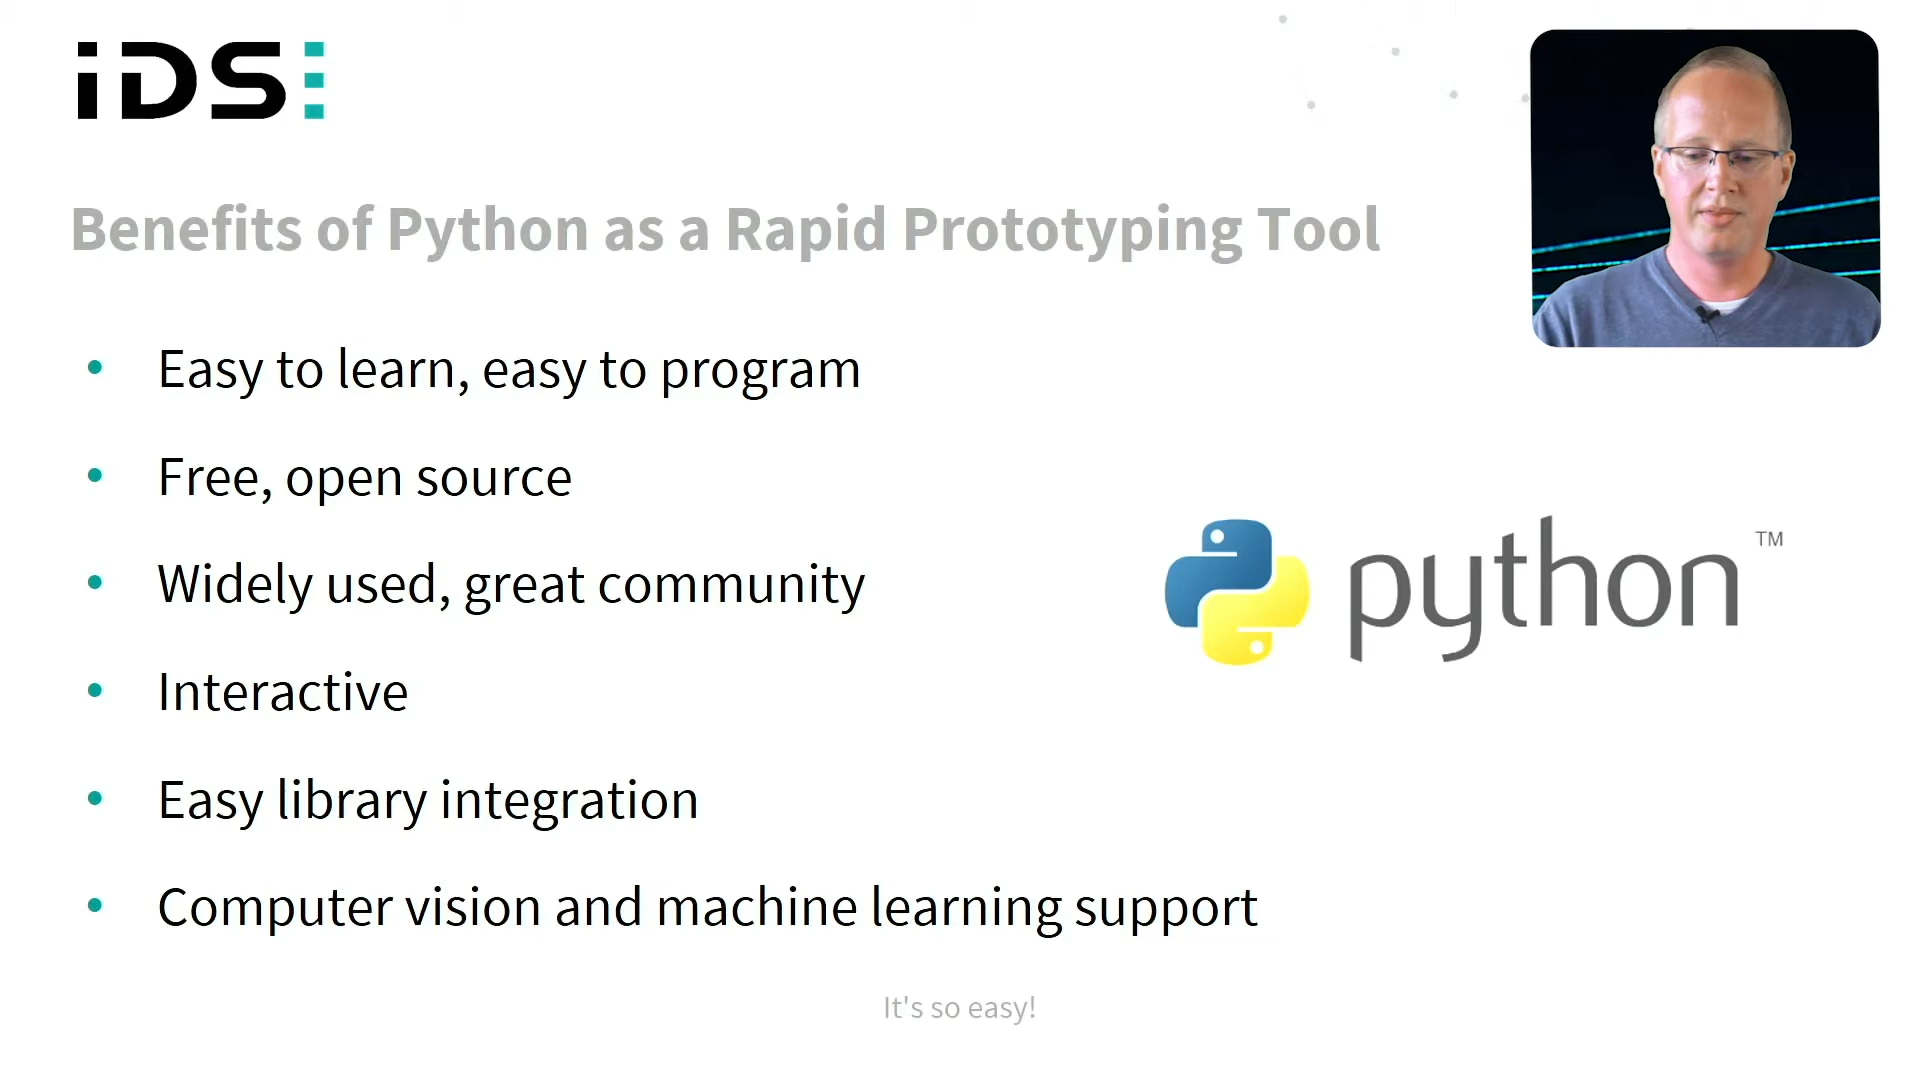 iDS
Benefits of Python as a Rapid Prototyping Tool
• Easy to learn, easy to program
• Free, open source
• Widely used, great community
• Interactive
• Easy library integration
• Computer vision and machine learning support
python™
It's so easy!